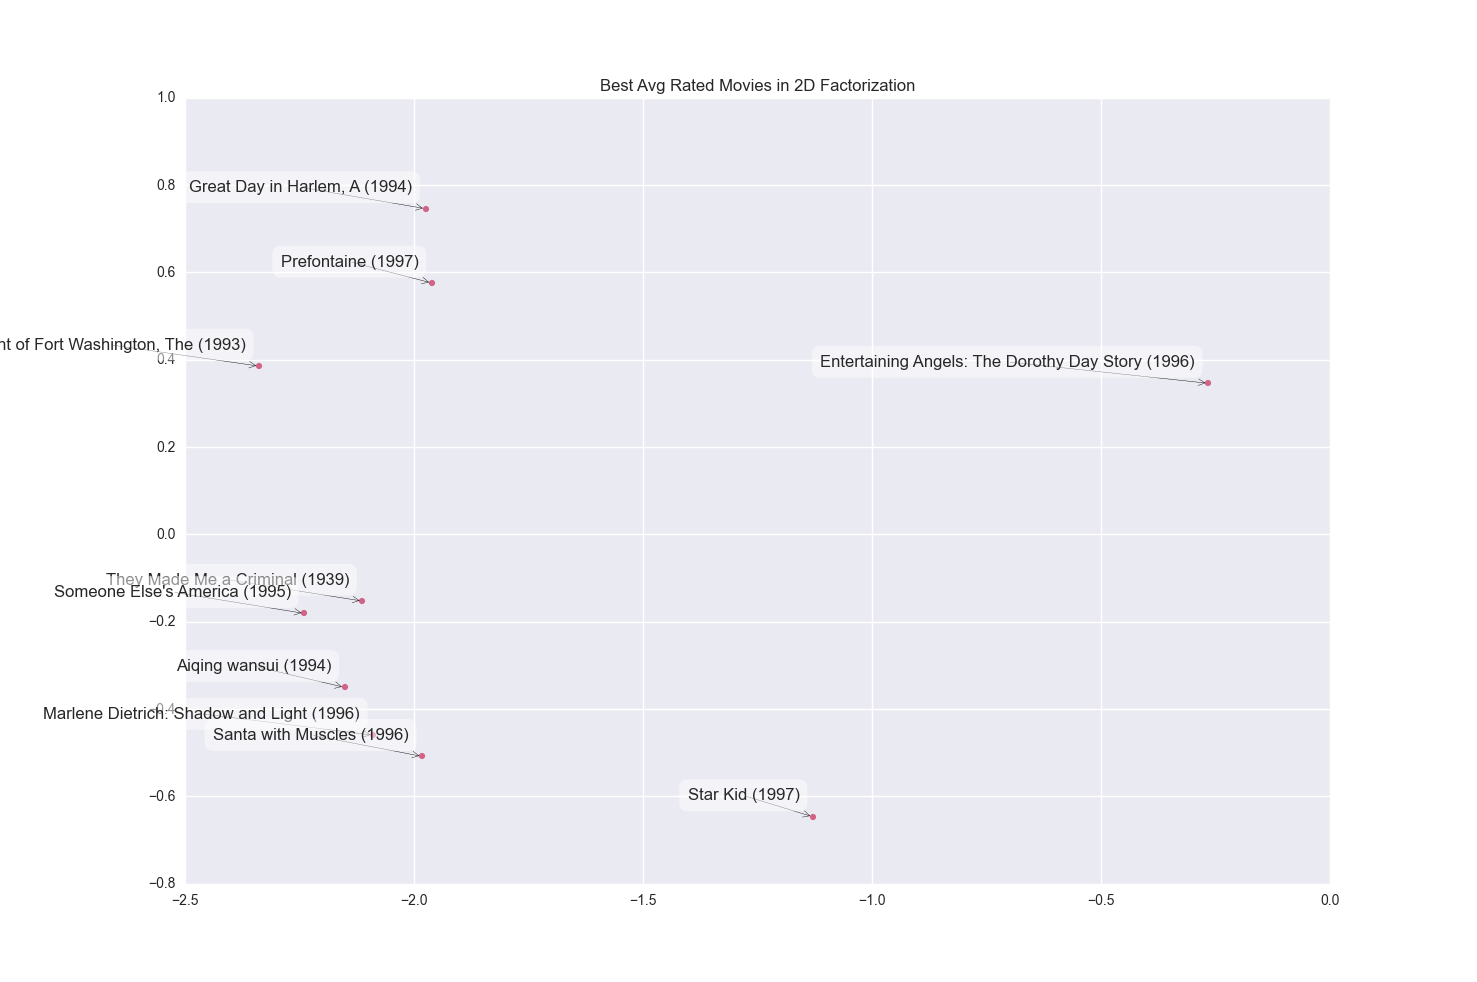 Best Avg Rated Movies in 2D Factorization
1.0
Great Day in Harlem, A (1994)
0.8
Prefontaine (1997)
0.6
of Fort Washington, The (1993)
0.4
Entertaining Angels: The Dorothy Day Story (1996)
0.2
0.0
They Made Me a Criminal (1939)
Someone Else's America (1995)
−0.2
Aiqing wansui (1994)
−0.4
Marlene Dietrich: Shadow and Light (1996)
Santa with Muscles (1996)
Star Kid (1997)
−0.6
−0.8
−2.5 −2.0 −1.5 −1.0 −0.5 0.0